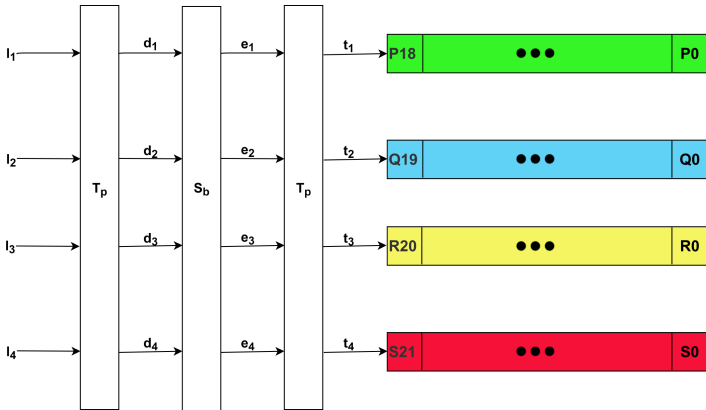 I₁ d₁ e₁ t₁ P18 ●●● P0
I₂ d₂ e₂ t₂ Q19 ●●● Q0
Tₚ S_b Tₚ
I₃ d₃ e₃ t₃ R20 ●●● R0
I₄ d₄ e₄ t₄ S21 ●●● S0